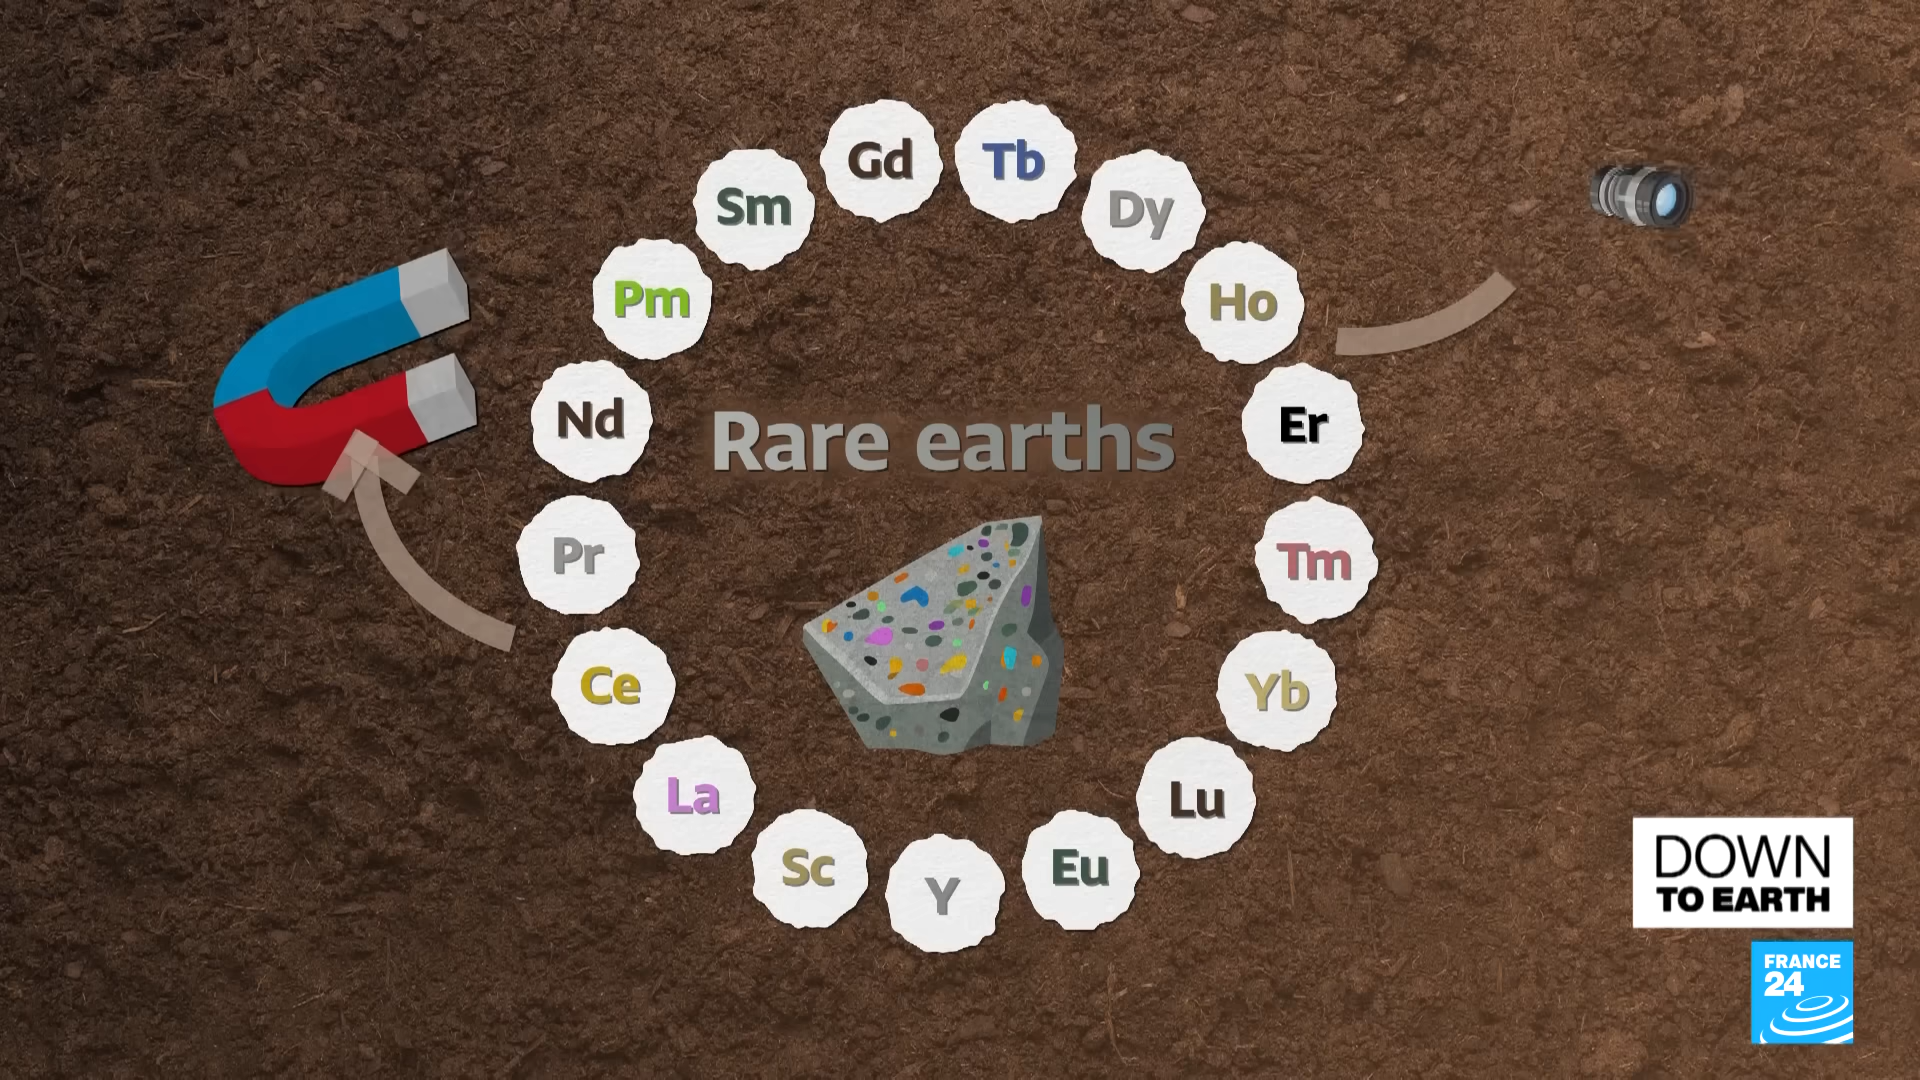 Gd
Tb
Sm
Dy
Pm
Ho
Nd
Er
Rare earths
Pr
Tm
Ce
Yb
La
Lu
Sc
Eu
Y
DOWN
TO EARTH
FRANCE
24